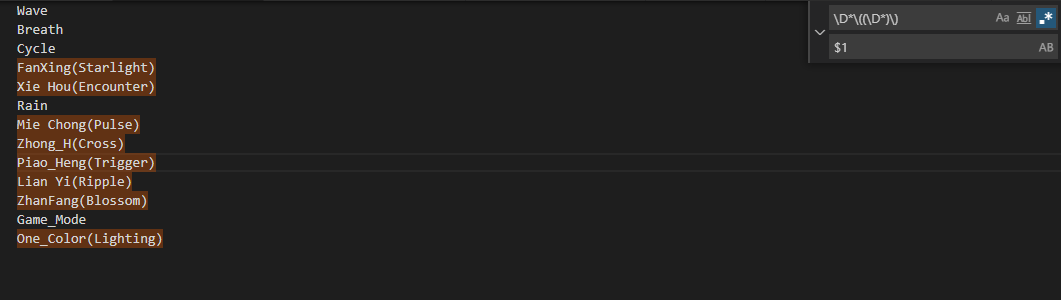 Wave
Breath
Cycle
FanXing(Starlight)
Xie Hou(Encounter)
Rain
Mie Chong(Pulse)
Zhong_H(Cross)
Piao_Heng(Trigger)
Lian Yi(Ripple)
ZhanFang(Blossom)
Game_Mode
One_Color(Lighting)
\D*\((\D*)\) Aa Abl .*
$1 AB